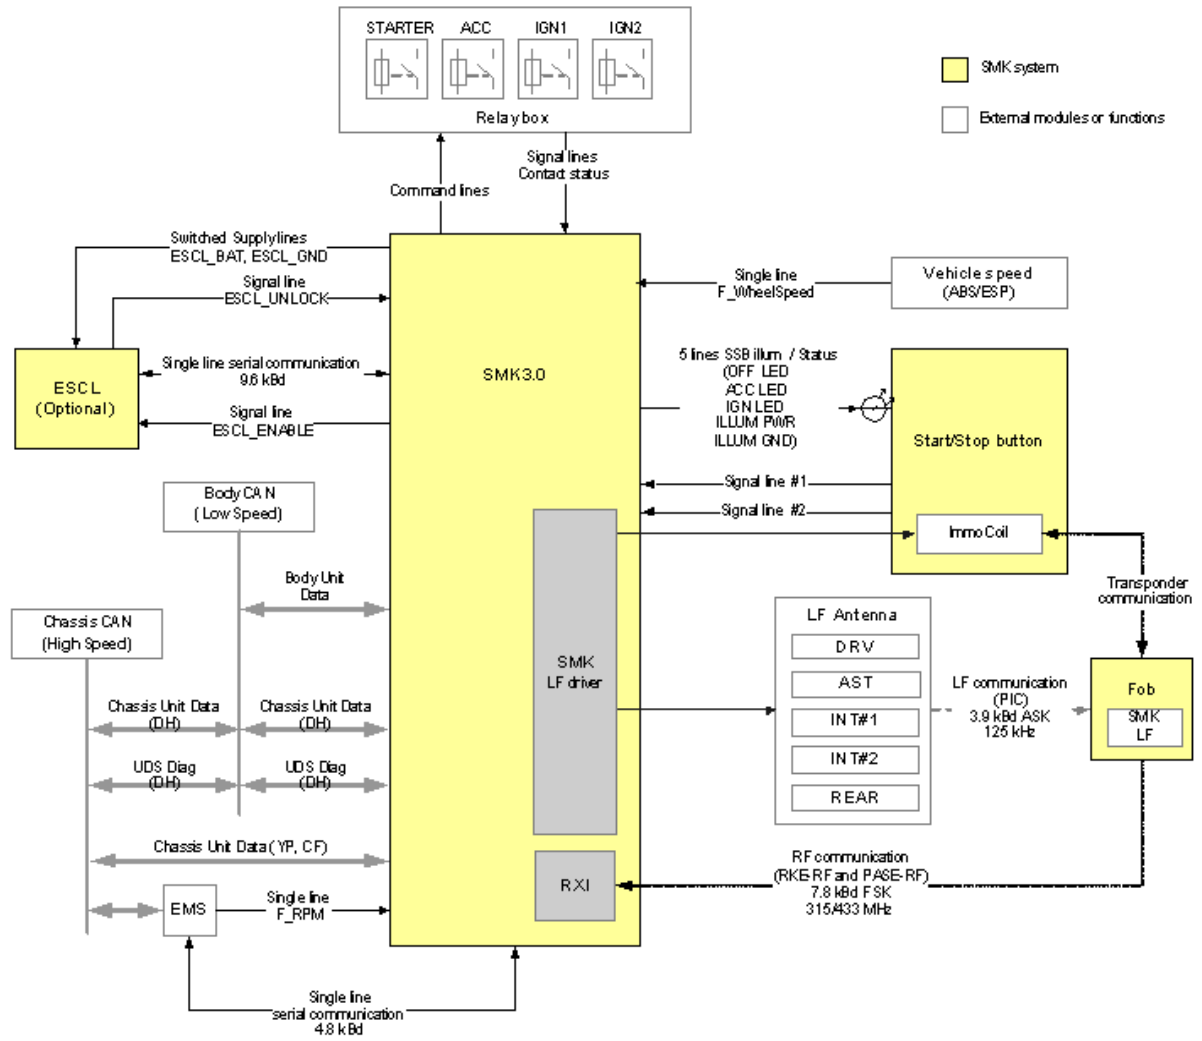 STARTER ACC IGN1 IGN2
Relaybox
SMK system
External modules or functions
Command lines
Signal lines
Contact status
Switched Supply lines
ESCL_BAT, ESCL_GND
Signal line
ESCL_UNLOCK
Single line serial communication
9.6 kBd
Signal line
ESCL_ENABLE
ESCL
(Optional)
SMK3.0
Single line
F_WheelSpeed
Vehicle speed
(ABS/ESP)
5 lines SSB illum / Status
(OFF LED
ACC LED
IGN LED
ILLUM PWR
ILLUM GND)
Start/Stop button
Signal line #1
Signal line #2
Immo Coil
Transponder
communication
Body CAN
(Low Speed)
Body Unit
Data
Chassis CAN
(High Speed)
Chassis Unit Data
(DH)
Chassis Unit Data
(DH)
UDS Diag
(DH)
UDS Diag
(DH)
Chassis Unit Data (YP, CF)
EMS
Single line
F_RPM
Single line
serial communication
4.8 kBd
SMK
LF driver
RXI
LF Antenna
DRV
AST
INT#1
INT#2
REAR
LF communication
(PIC)
3.9 kBd ASK
125 kHz
Fob
SMK
LF
RF communication
(RKE-RF and PASE-RF)
7.8 kBd FSK
315/433 MHz